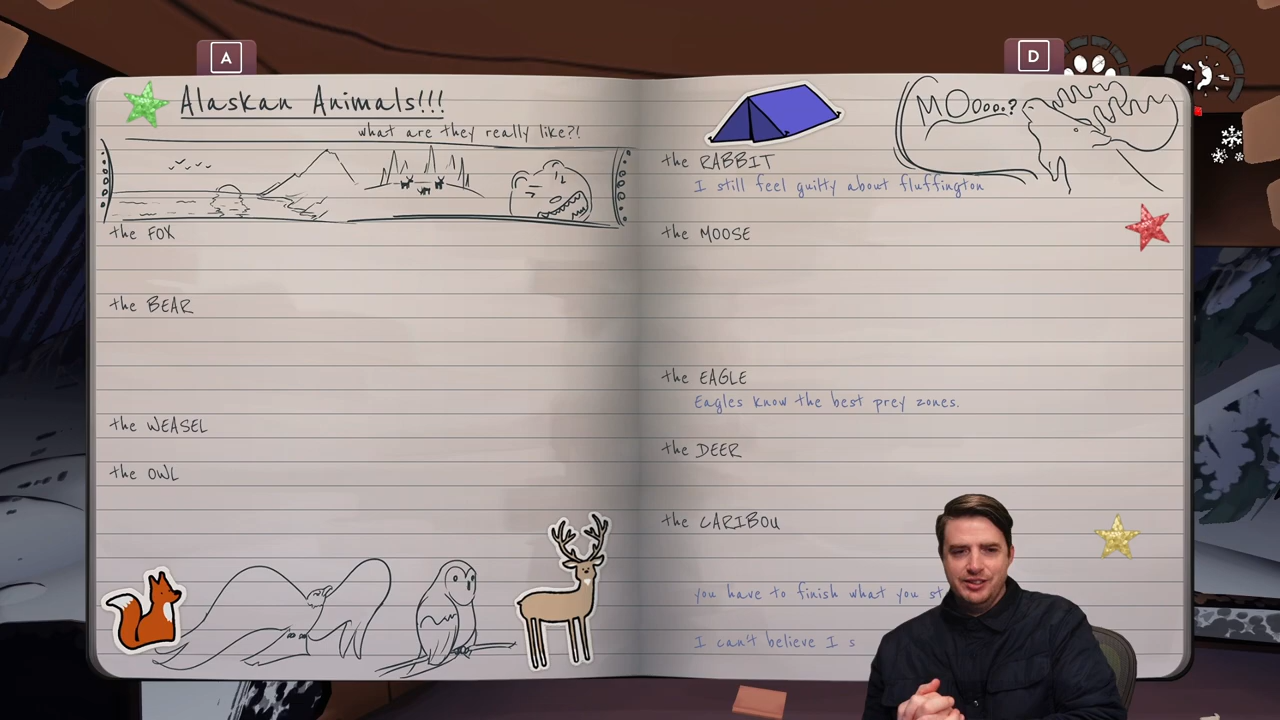 A
D
Alaskan Animals!!!
what are they really like?!
the FOX
the BEAR
the WEASEL
the OWL
MOooo.?
the RABBIT
I still feel guilty about fluffington
the MOOSE
the EAGLE
Eagles know the best prey zones.
the DEER
the CARIBOU
you have to finish what you st
I can't believe I s